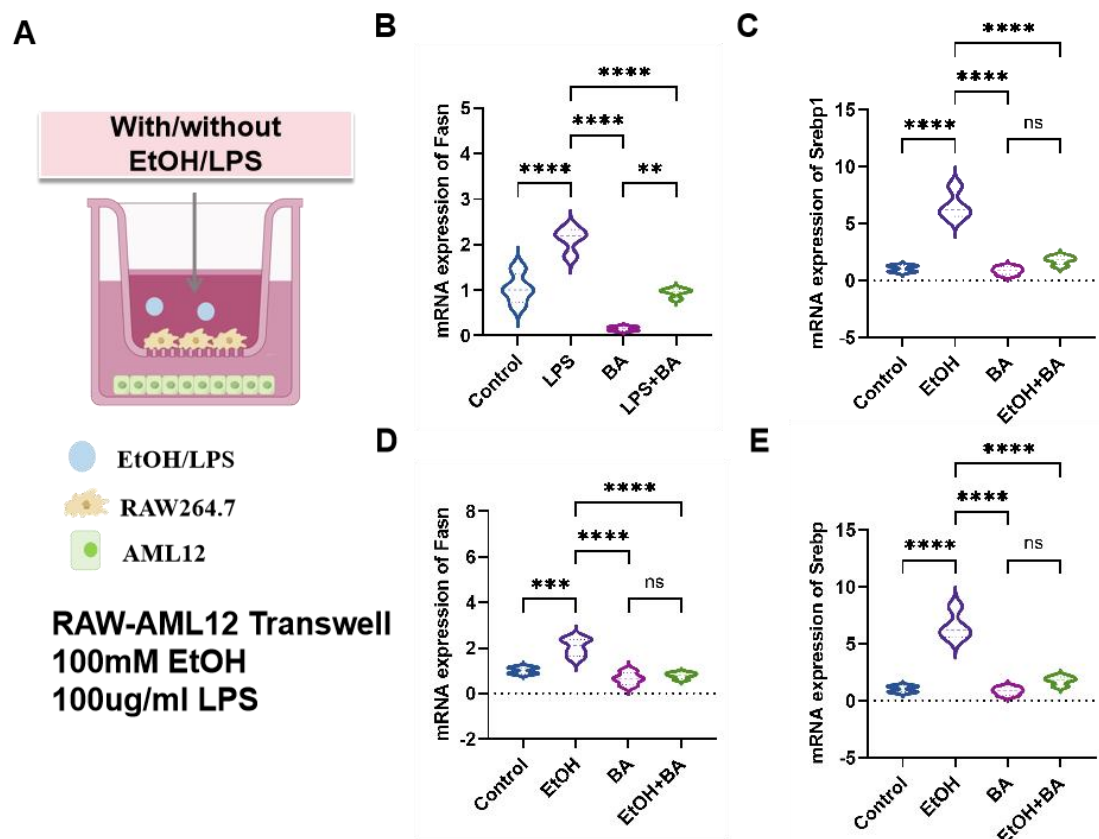 A
With/without
EtOH/LPS
EtOH/LPS
RAW264.7
AML12
RAW-AML12 Transwell
100mM EtOH
100ug/ml LPS
B
mRNA expression of Fasn
5
4
3
2
1
0
****
****
****
**
Control
LPS
BA
LPS+BA
C
mRNA expression of Srebp1
15
10
5
0
-5
****
****
****
ns
Control
EtOH
BA
EtOH+BA
D
mRNA expression of Fasn
8
6
4
2
0
-2
****
****
***
ns
Control
EtOH
BA
EtOH+BA
E
mRNA expression of Srebp
15
10
5
0
-5
****
****
****
ns
Control
EtOH
BA
EtOH+BA